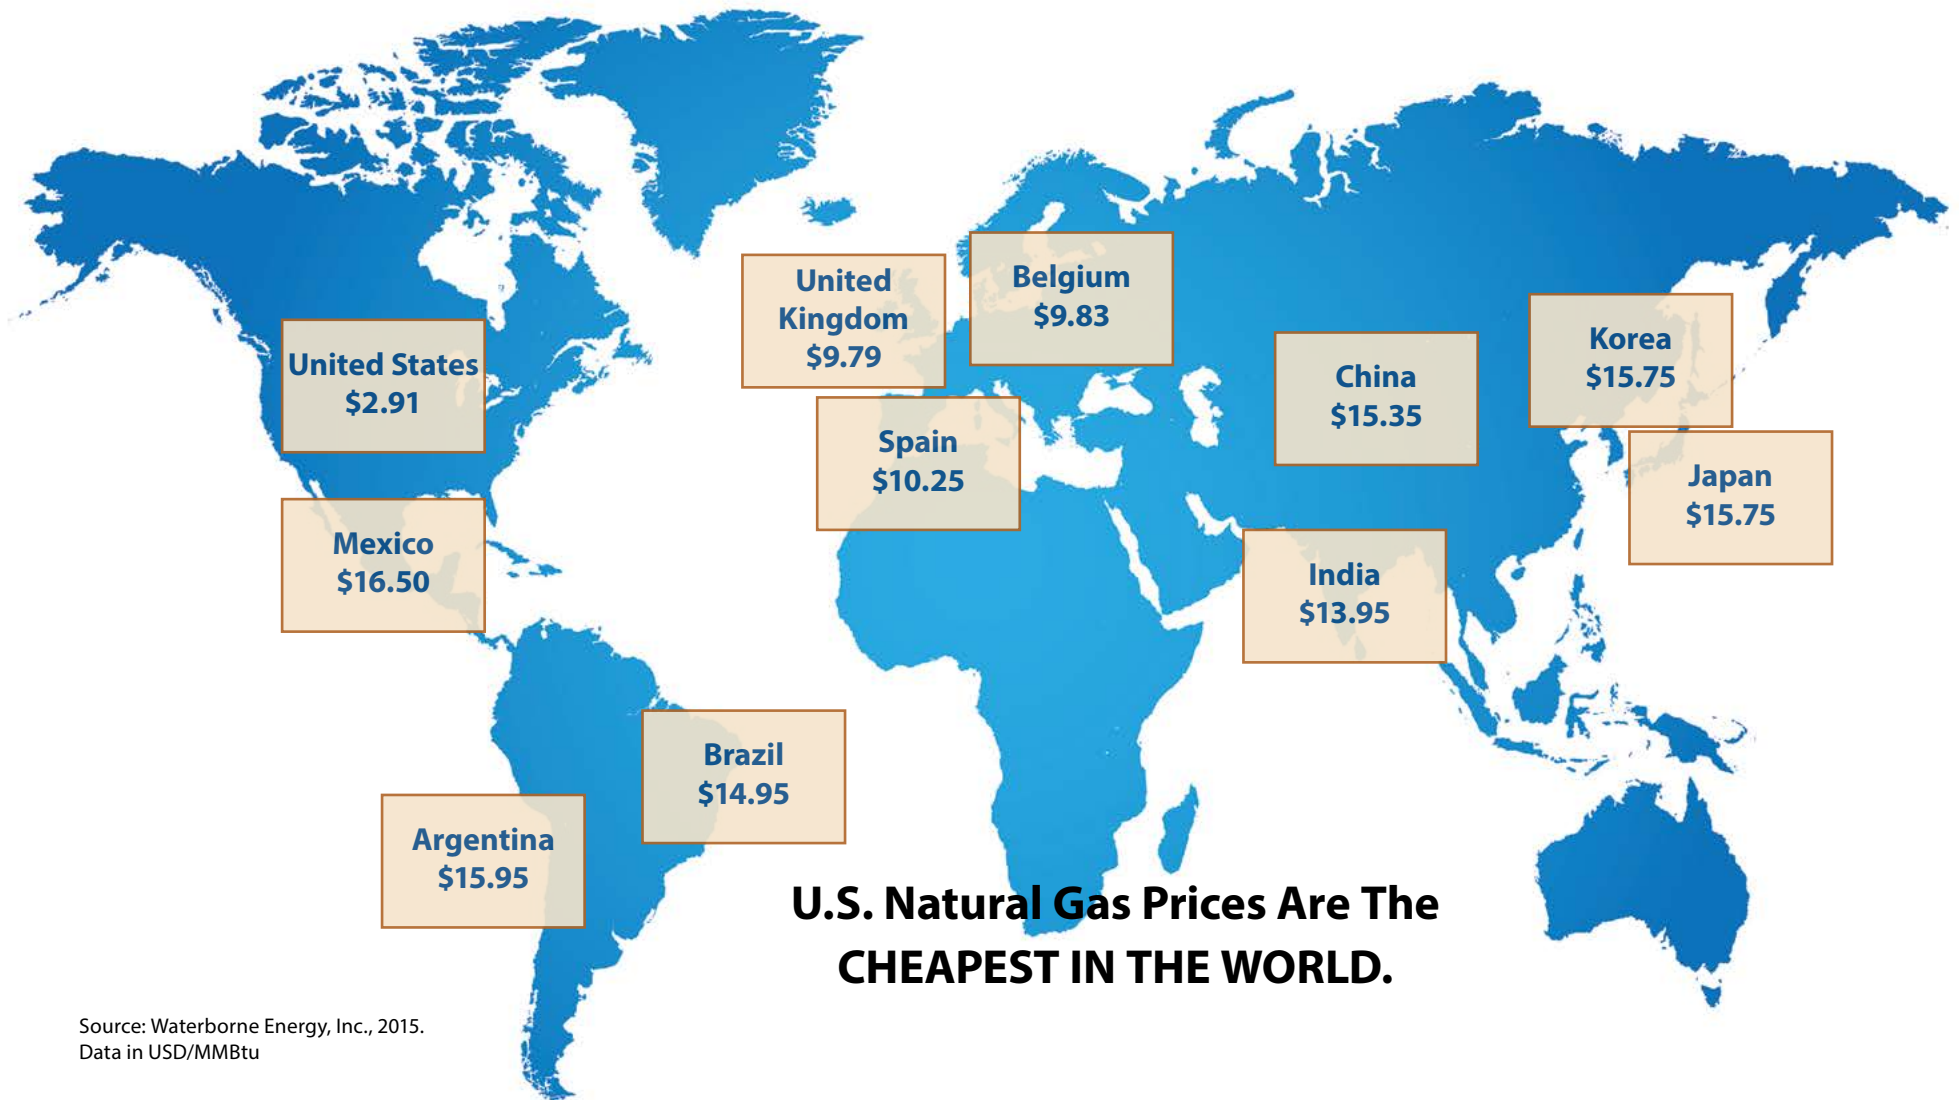 United States
$2.91
Mexico
$16.50
United
Kingdom
$9.79
Belgium
$9.83
Spain
$10.25
China
$15.35
Korea
$15.75
Japan
$15.75
India
$13.95
Brazil
$14.95
Argentina
$15.95
U.S. Natural Gas Prices Are The
CHEAPEST IN THE WORLD.
Source: Waterborne Energy, Inc., 2015.
Data in USD/MMBtu